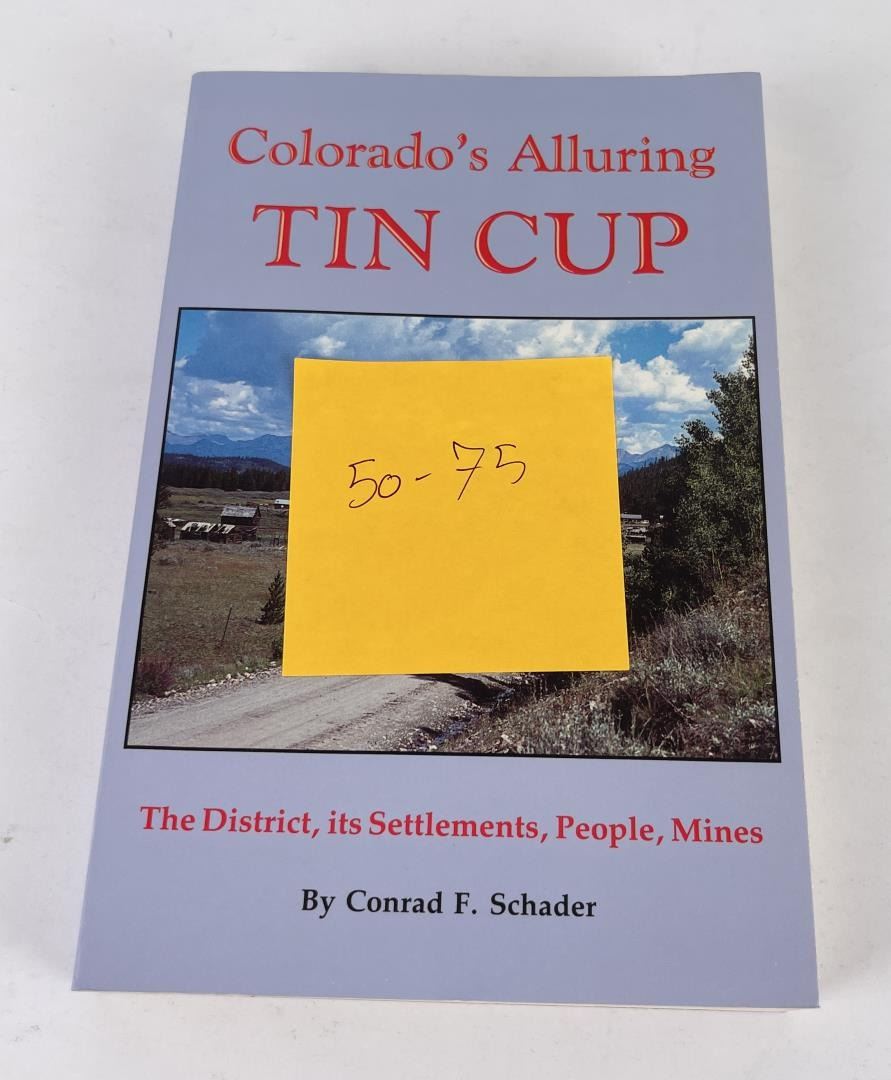 Colorado's Alluring
TIN CUP
50-75
The District, its Settlements, People, Mines
By Conrad F. Schader